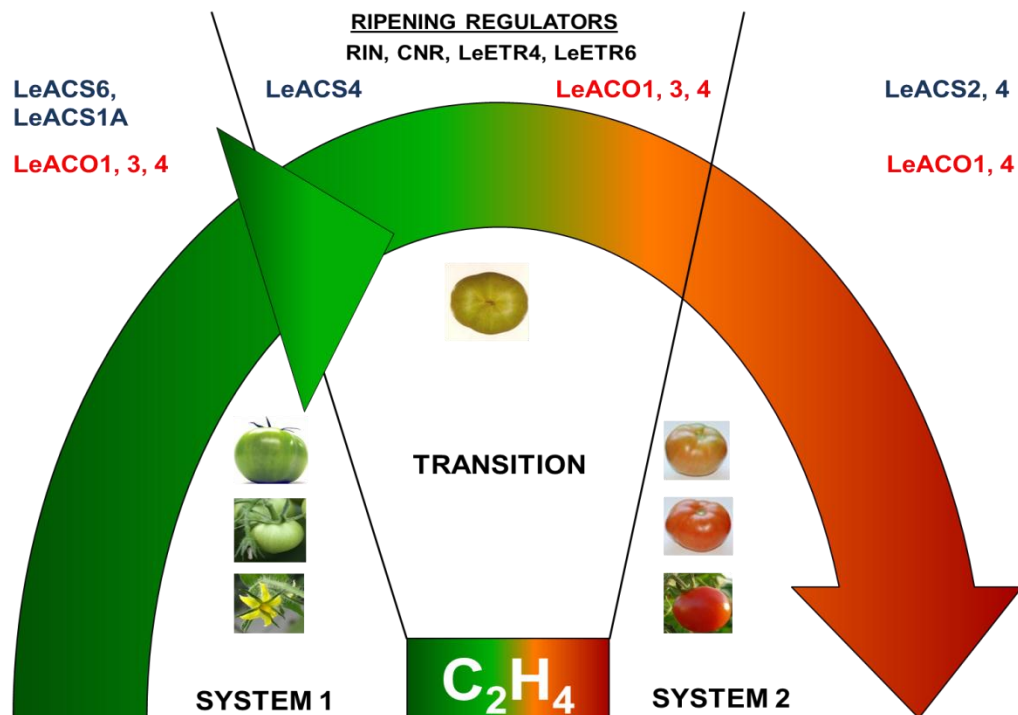 RIPENING REGULATORS
RIN, CNR, LeETR4, LeETR6
LeACS6,
LeACS1A
LeACO1, 3, 4
LeACS4
LeACO1, 3, 4
LeACS2, 4
LeACO1, 4
TRANSITION
SYSTEM 1
C₂H₄
SYSTEM 2